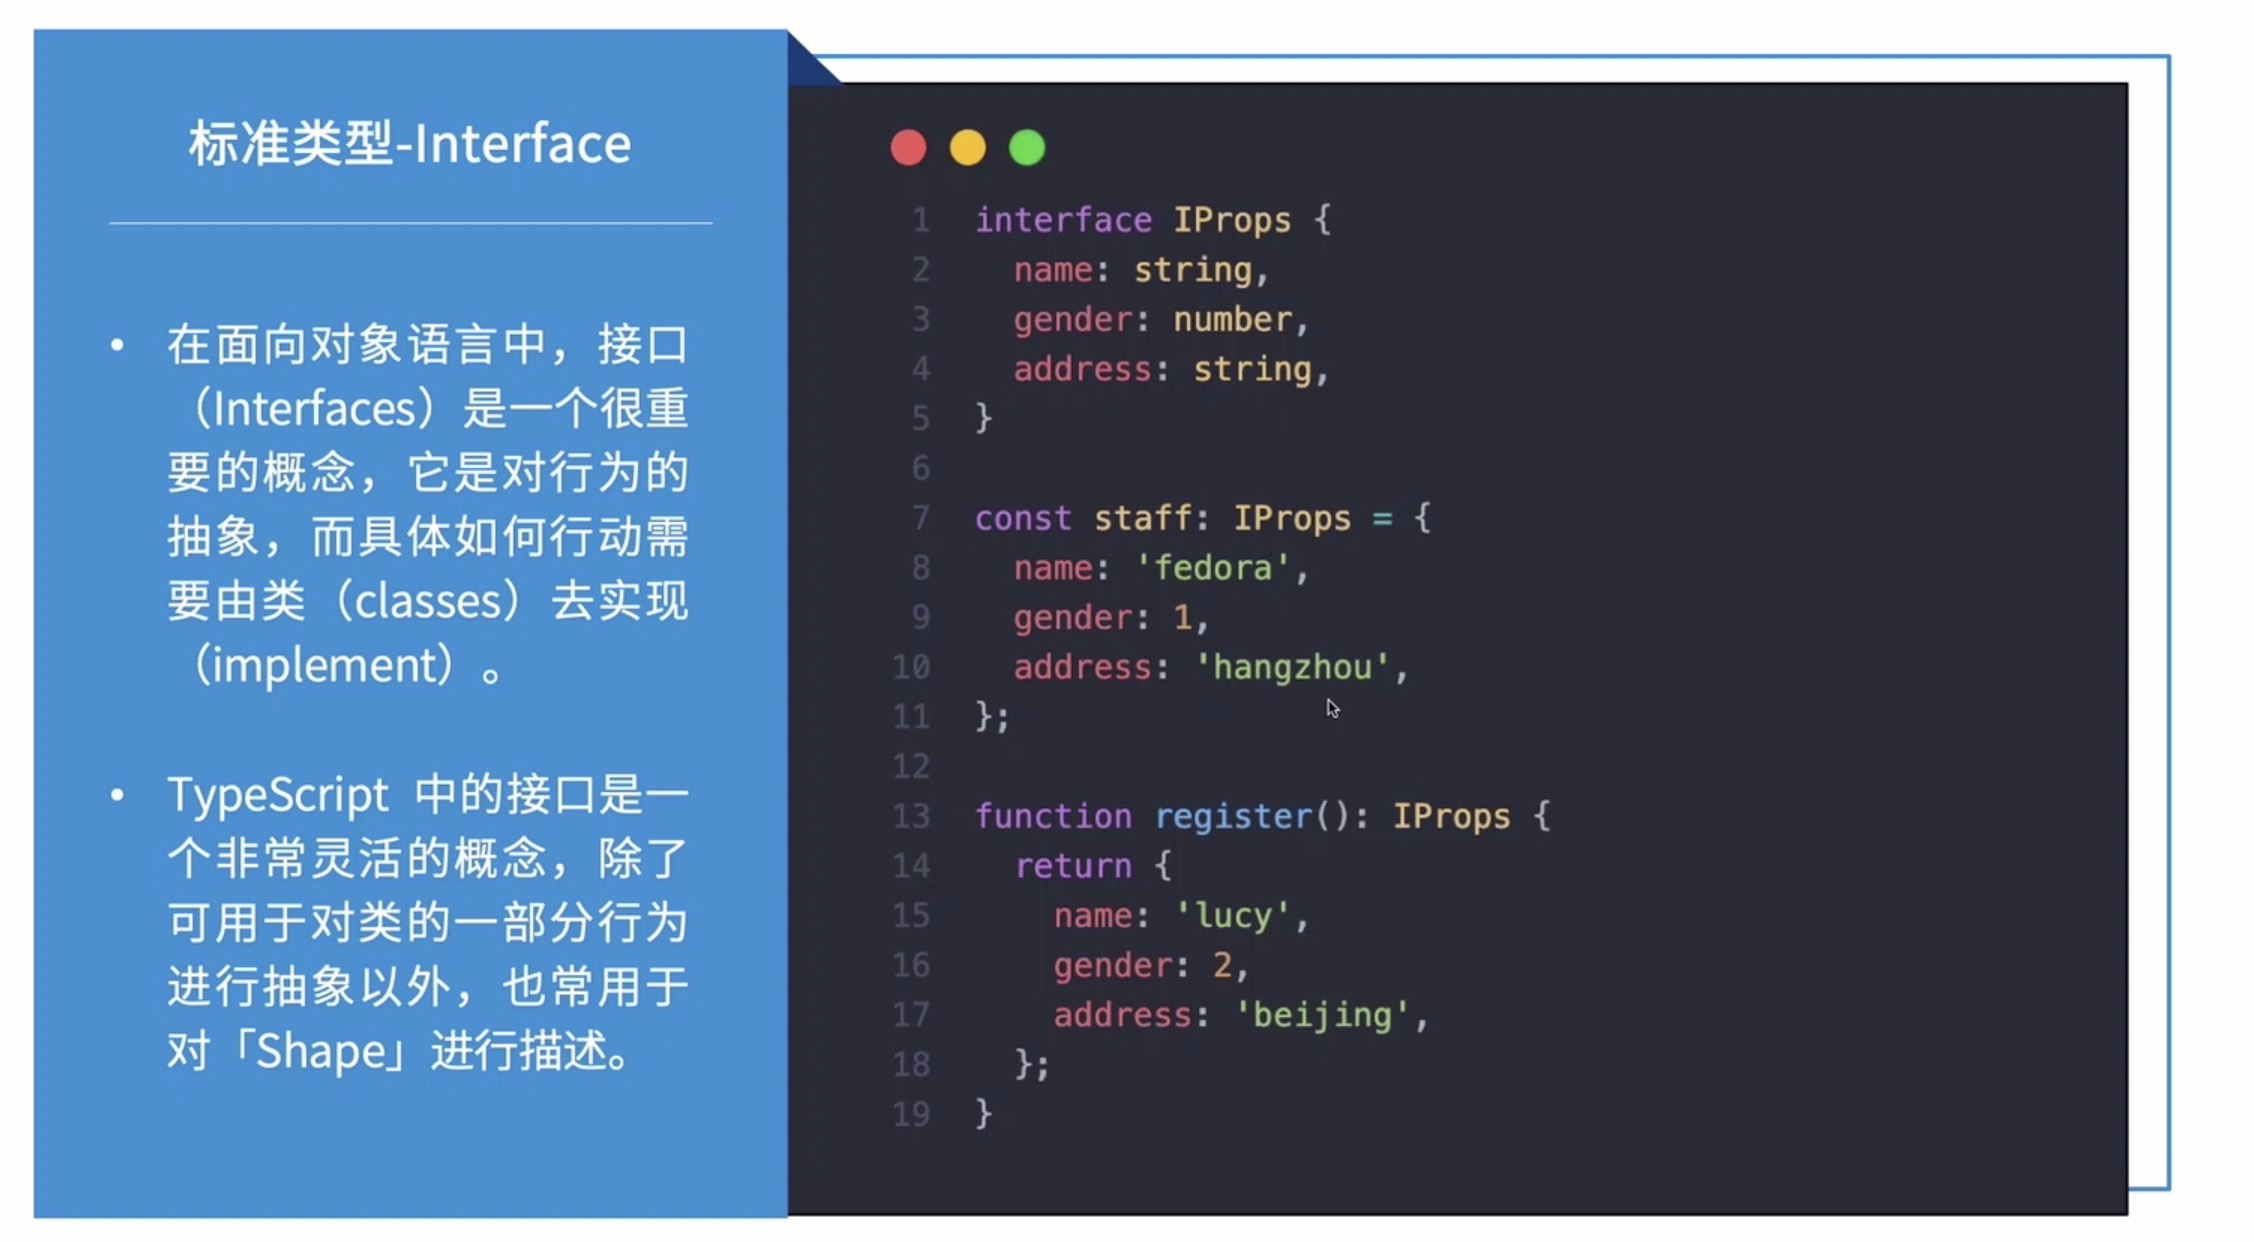 标准类型-Interface
• 在面向对象语言中，接口
（Interfaces）是一个很重
要的概念，它是对行为的
抽象，而具体如何行动需
要由类（classes）去实现
（implement）。
• TypeScript 中的接口是一
个非常灵活的概念，除了
可用于对类的一部分行为
进行抽象以外，也常用于
对「Shape」进行描述。
1 interface IProps {
2   name: string,
3   gender: number,
4   address: string,
5 }
6
7 const staff: IProps = {
8   name: 'fedora',
9   gender: 1,
10   address: 'hangzhou',
11 };
12
13 function register(): IProps {
14   return {
15     name: 'lucy',
16     gender: 2,
17     address: 'beijing',
18   };
19 }